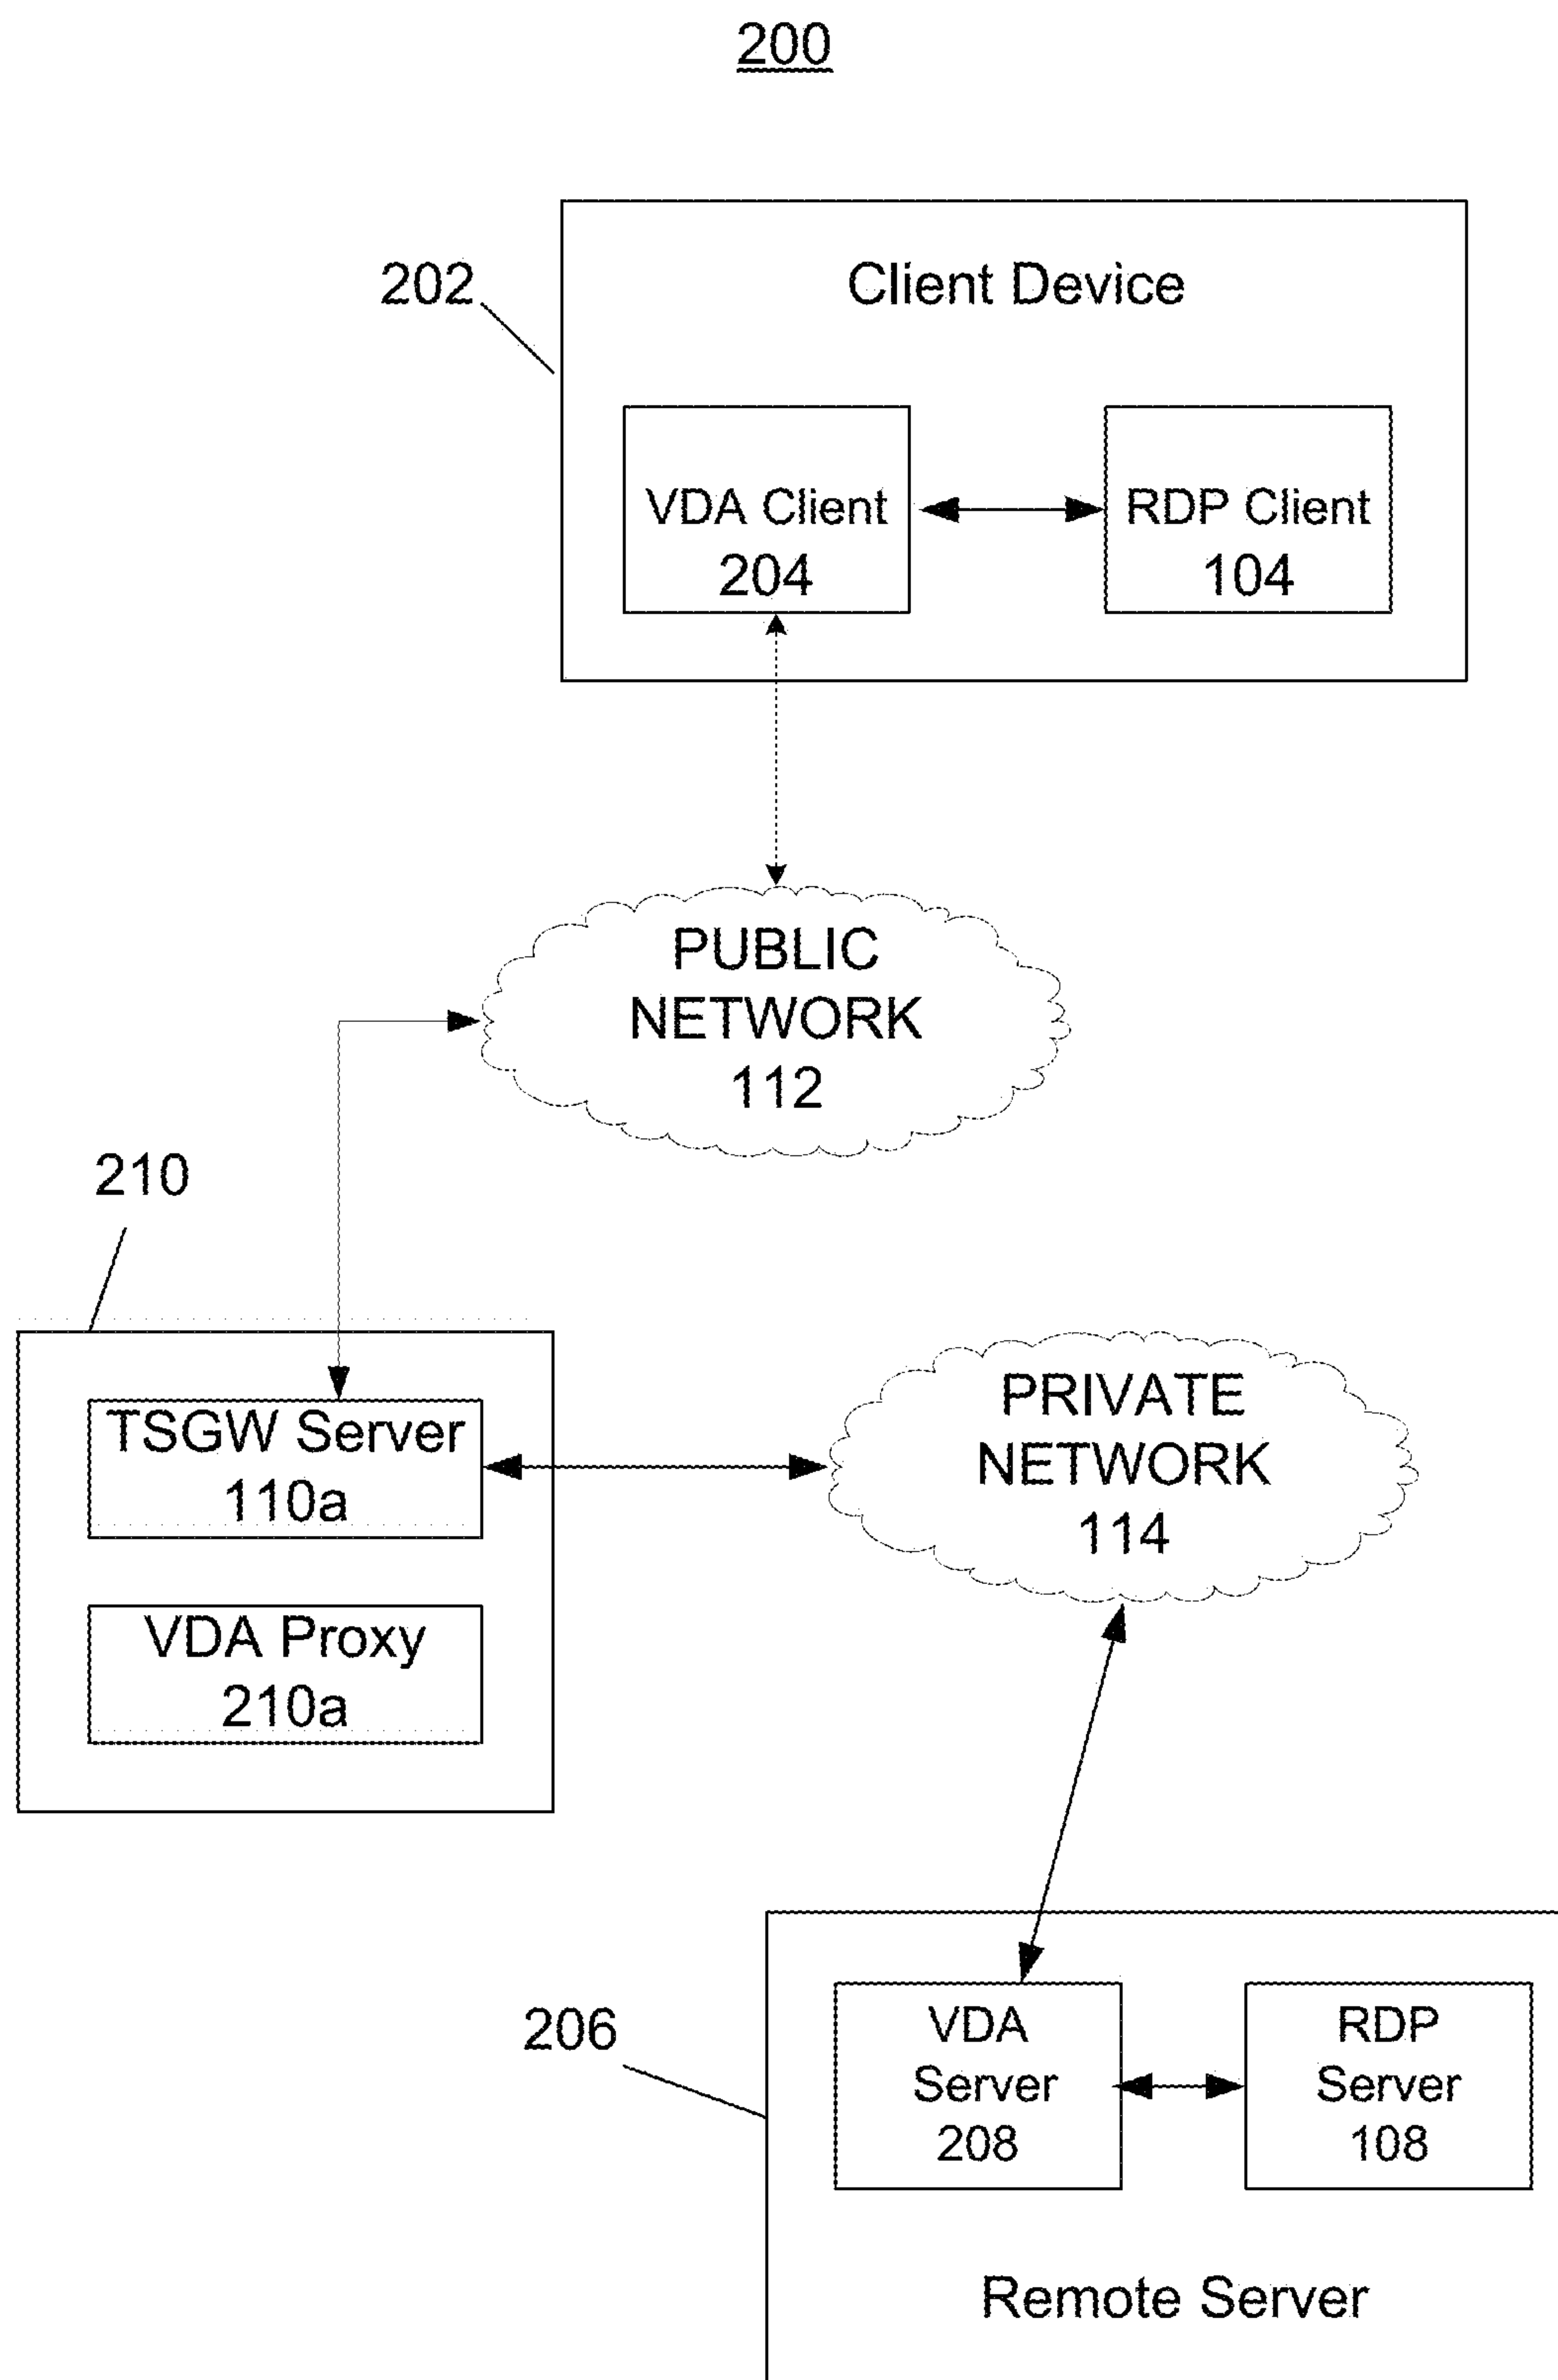 200
202
Client Device
VDA Client
204
RDP Client
104
PUBLIC
NETWORK
112
210
TSGW Server
110a
VDA Proxy
210a
PRIVATE
NETWORK
114
206
VDA
Server
208
RDP
Server
108
Remote Server